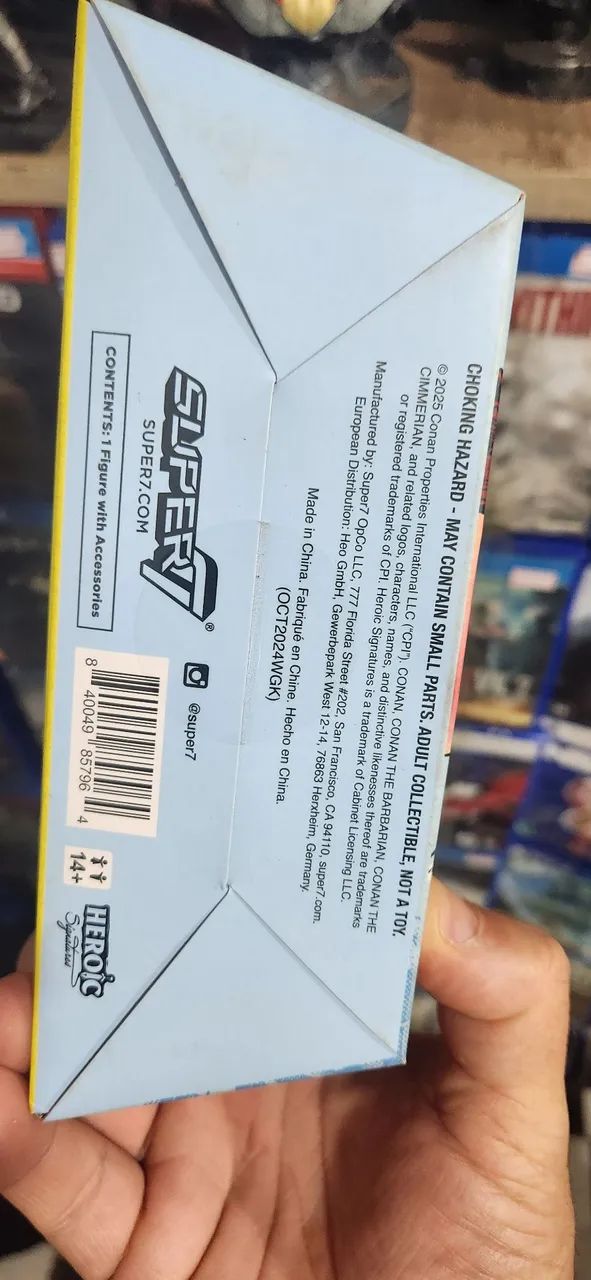 CHOKING HAZARD - MAY CONTAIN SMALL PARTS. ADULT COLLECTIBLE, NOT A TOY.
© 2025 Conan Properties International LLC ("CPI"). CONAN, CONAN THE BARBARIAN, CONAN THE
CIMMERIAN, and related logos, characters, names, and distinctive likenesses thereof are trademarks
or registered trademarks of CPI. Heroic Signatures is a trademark of Cabinet Licensing LLC.
Manufactured by: Super7 OpCo LLC, 777 Florida Street #202, San Francisco, CA 94110, super7.com.
European Distribution: Heo GmbH, Gewerbepark West 12-14, 76863 Herxheim, Germany.
Made in China. Fabriqué en Chine. Hecho en China.
(OCT2024WGK)
SUPER7®
SUPER7.COM
@super7
CONTENTS: 1 Figure with Accessories
8 40049 85796 4
14+
HEROIC
Signatures